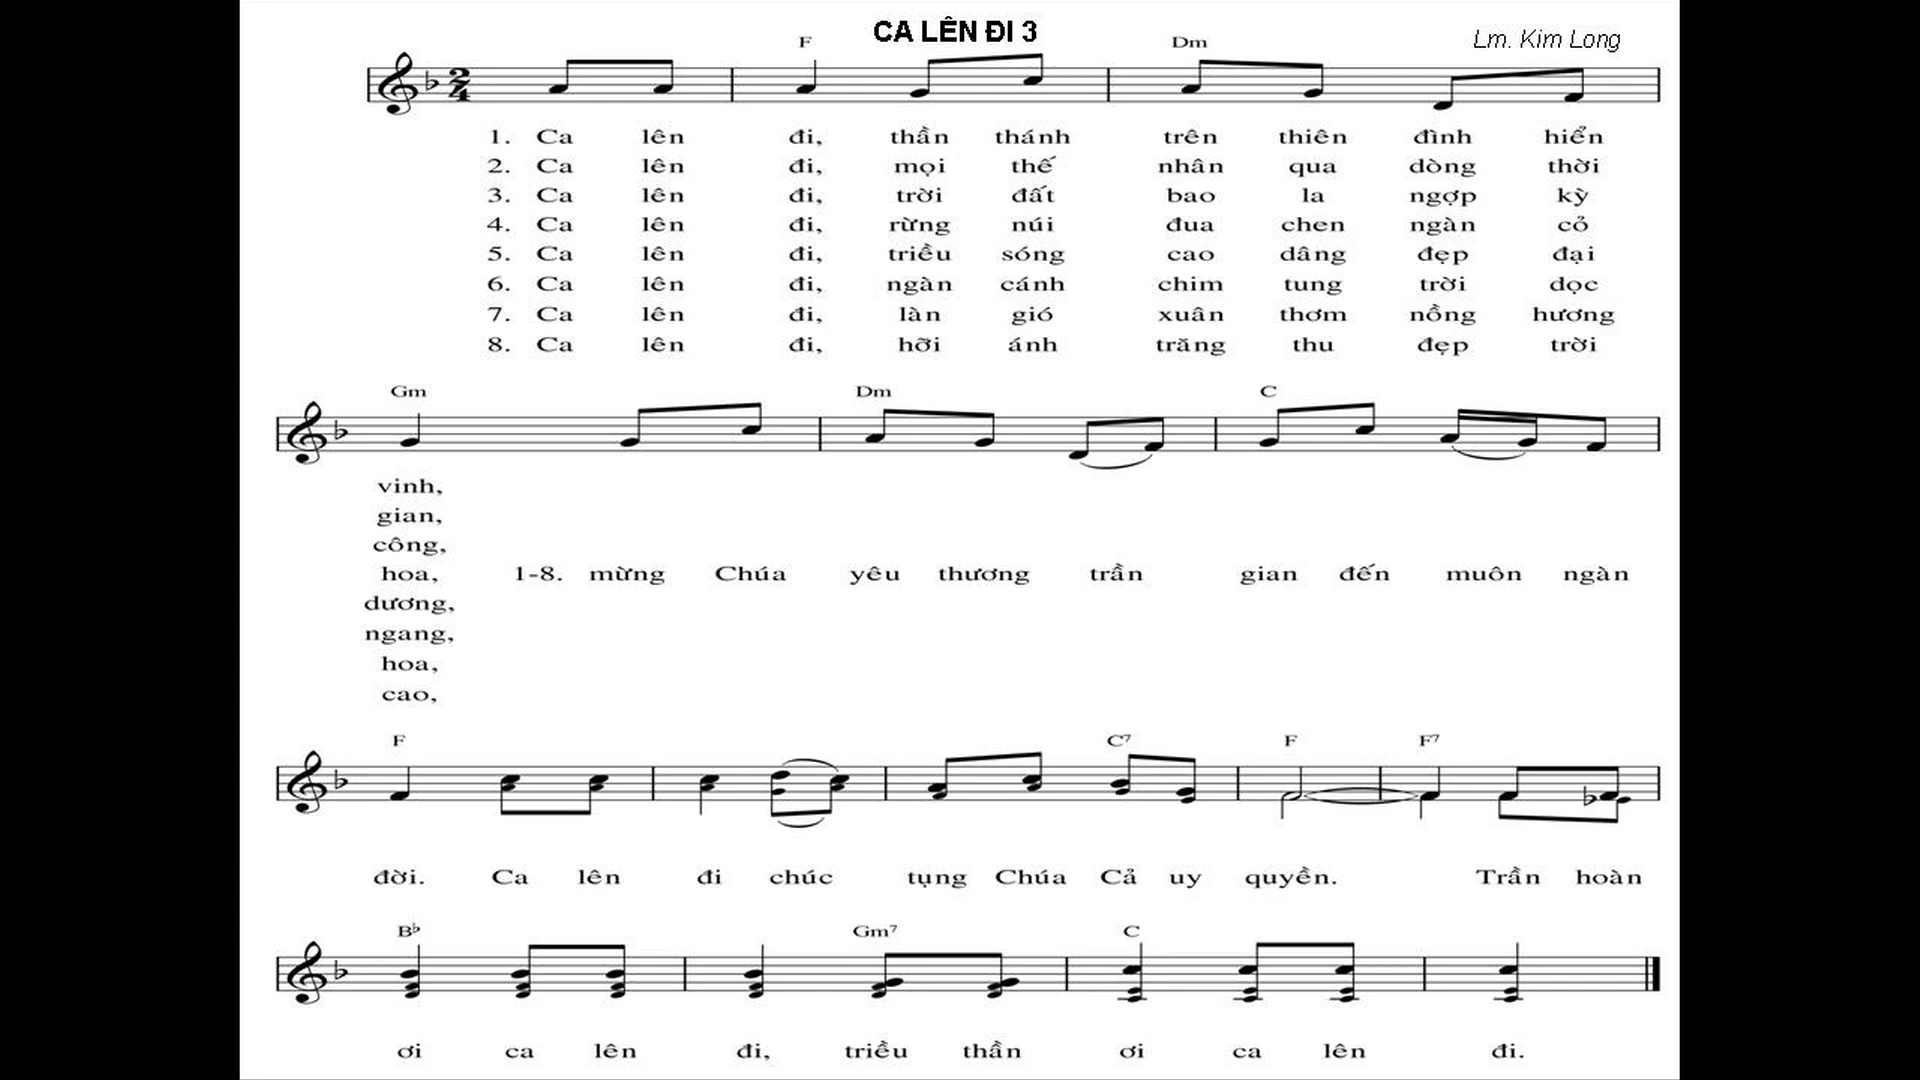 CA LÊN ĐI 3
Lm. Kim Long
F Dm
2
4
1. Ca lên đi, thần thánh trên thiên đình hiển
2. Ca lên đi, mọi thế nhân qua dòng thời
3. Ca lên đi, trời đất bao la ngợp kỳ
4. Ca lên đi, rừng núi đua chen ngàn cỏ
5. Ca lên đi, triều sóng cao dâng đẹp đại
6. Ca lên đi, ngàn cánh chim tung trời dọc
7. Ca lên đi, làn gió xuân thơm nồng hương
8. Ca lên đi, hỡi ánh trăng thu đẹp trời
Gm Dm C
vinh,
gian,
công,
hoa, 1-8. mừng Chúa yêu thương trần gian đến muôn ngàn
dương,
ngang,
hoa,
cao,
F C7 F F7
đời. Ca lên đi chúc tụng Chúa Cả uy quyền. Trần hoàn
B♭ Gm7 C
ơi ca lên đi, triều thần ơi ca lên đi.